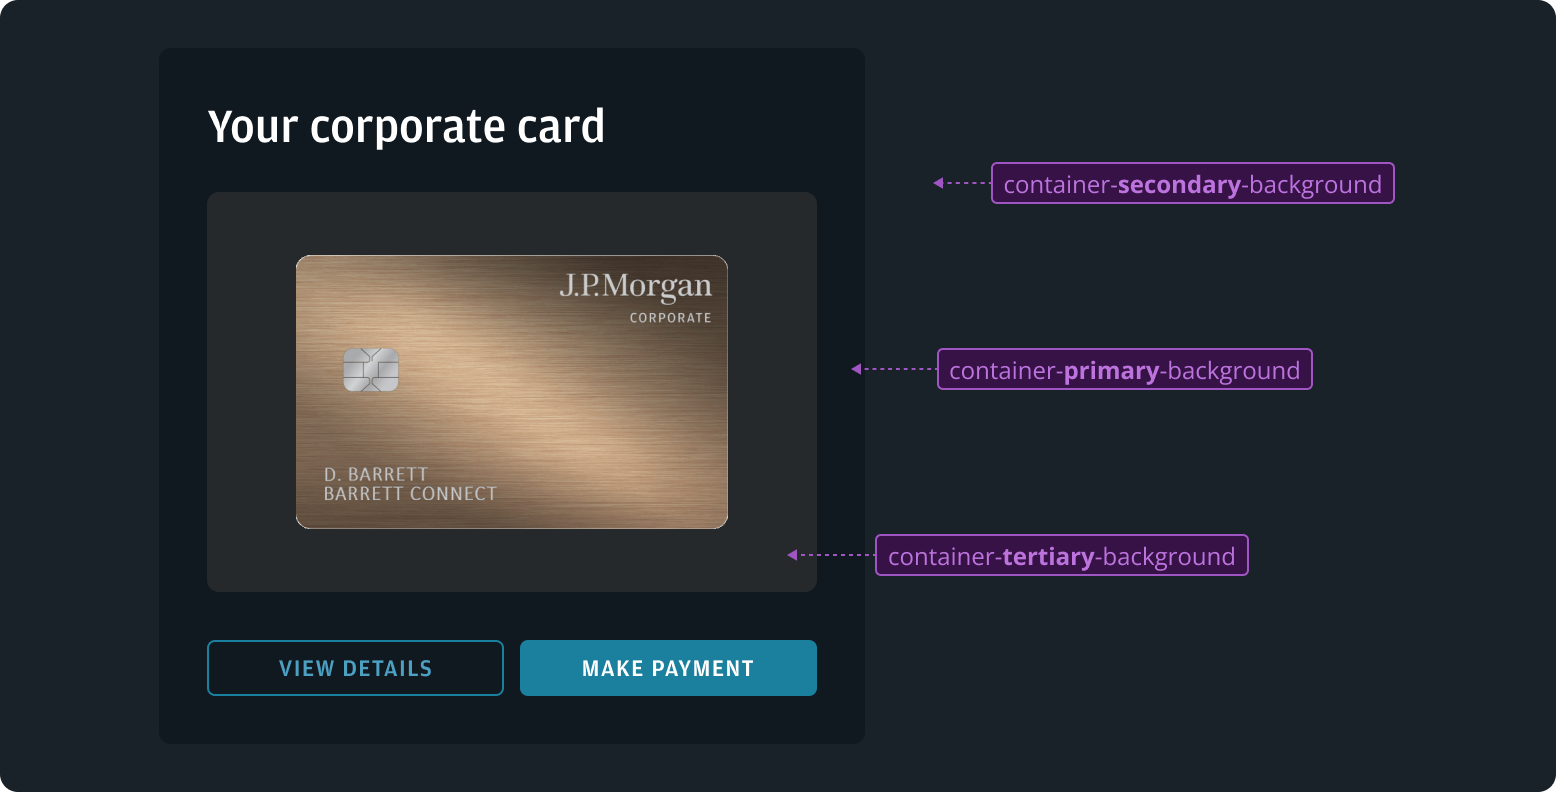 Your corporate card
container-secondary-background
J.P.Morgan
CORPORATE
container-primary-background
D. BARRETT
BARRETT CONNECT
container-tertiary-background
VIEW DETAILS
MAKE PAYMENT